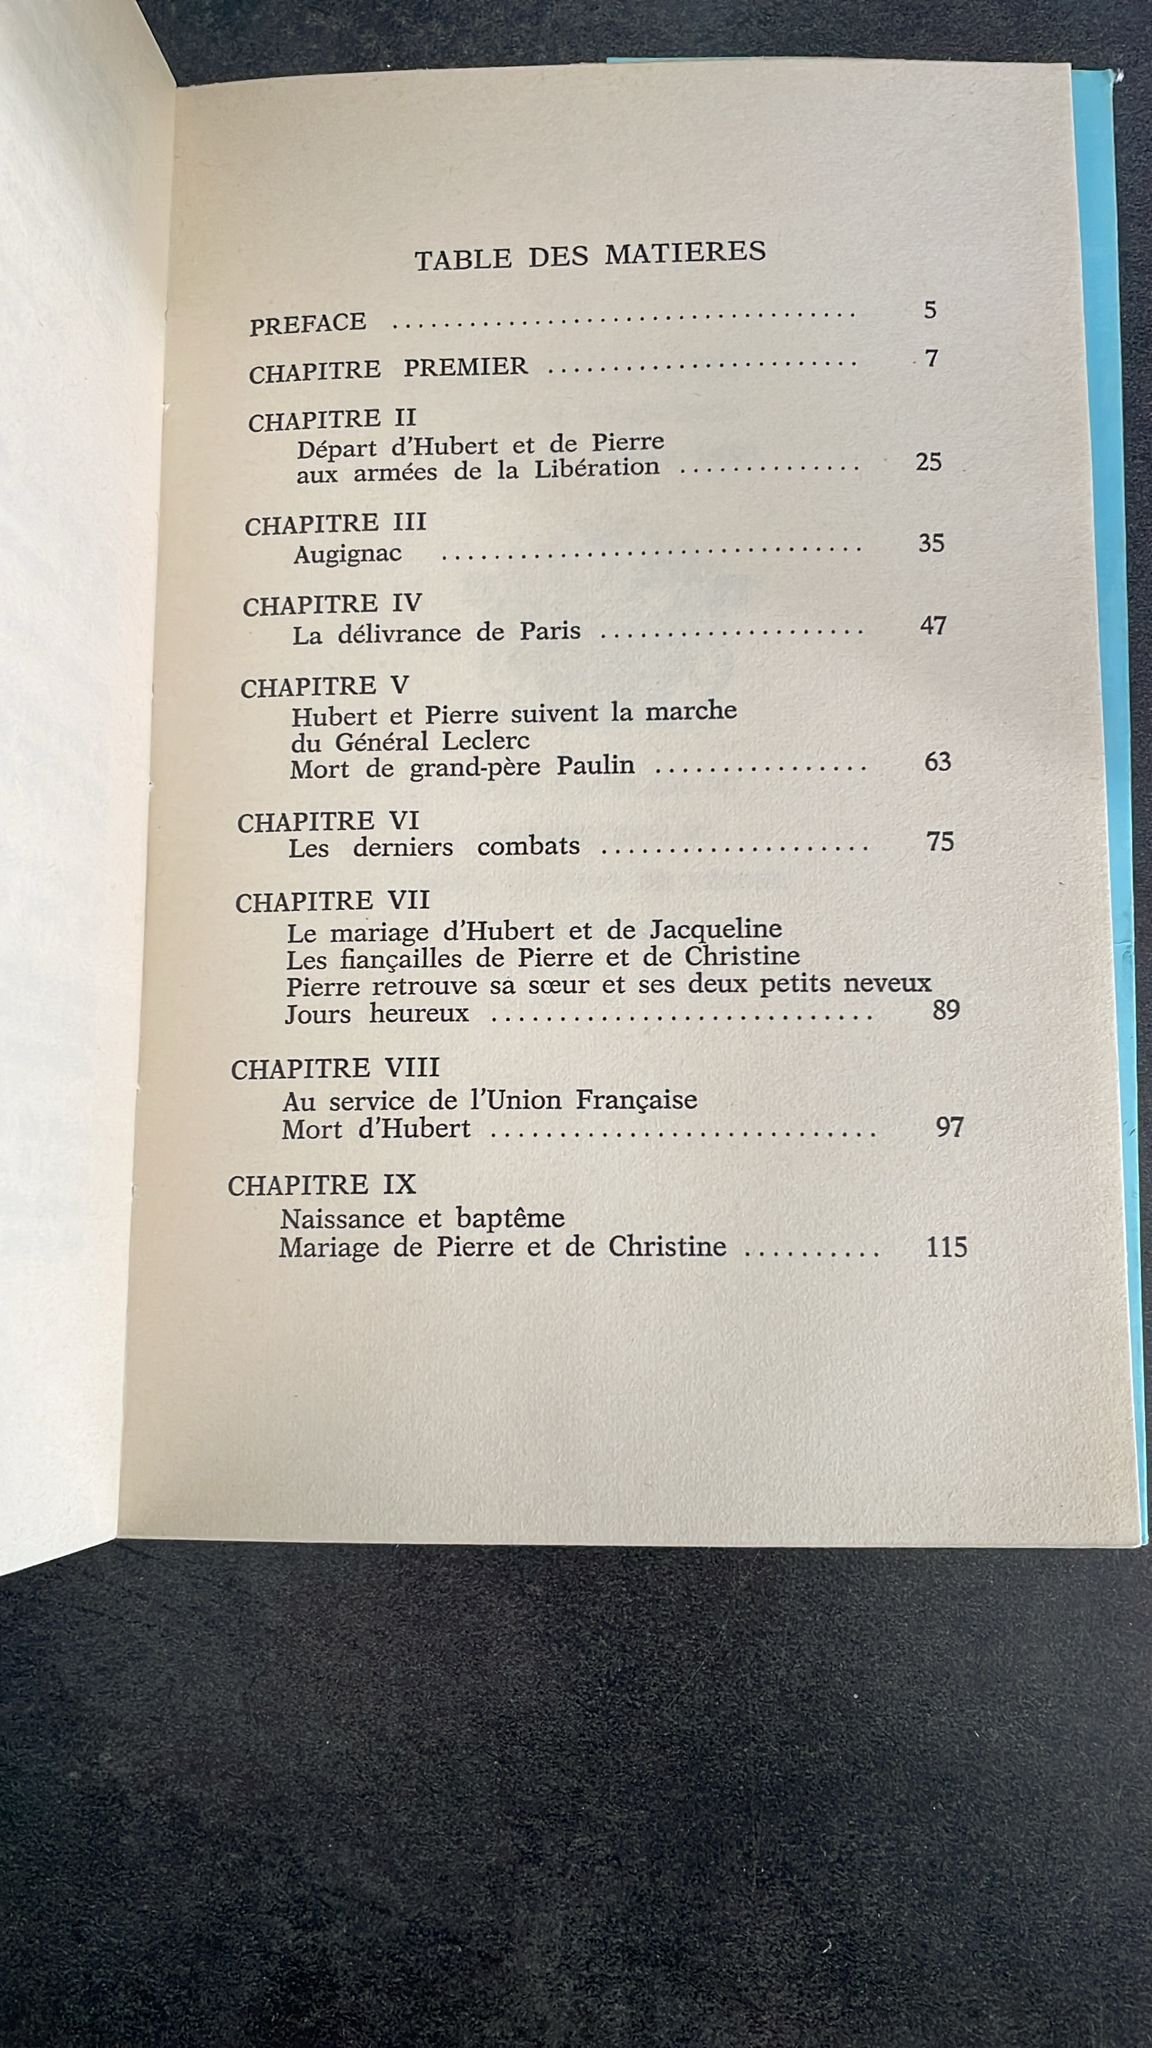 TABLE DES MATIERES
PREFACE ................................... 5
CHAPITRE PREMIER ........................ 7
CHAPITRE II
Départ d'Hubert et de Pierre
aux armées de la Libération .............. 25
CHAPITRE III
Augignac ................................ 35
CHAPITRE IV
La délivrance de Paris .................... 47
CHAPITRE V
Hubert et Pierre suivent la marche
du Général Leclerc
Mort de grand-père Paulin ................ 63
CHAPITRE VI
Les derniers combats .................... 75
CHAPITRE VII
Le mariage d'Hubert et de Jacqueline
Les fiançailles de Pierre et de Christine
Pierre retrouve sa sœur et ses deux petits neveux
Jours heureux ............................ 89
CHAPITRE VIII
Au service de l'Union Française
Mort d'Hubert ............................ 97
CHAPITRE IX
Naissance et baptême
Mariage de Pierre et de Christine .......... 115